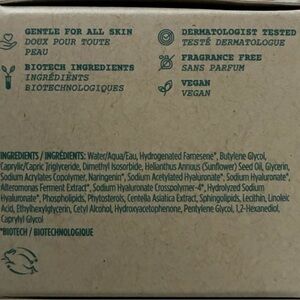 GENTLE FOR ALL SKIN
DOUX POUR TOUTE
PEAU
BIOTECH INGREDIENTS
INGRÉDIENTS
BIOTECHNOLOGIQUES
DERMATOLOGIST TESTED
TESTÉ DERMATOLOGUE
FRAGRANCE FREE
SANS PARFUM
VEGAN
VEGAN
INGREDIENTS / INGRÉDIENTS: Water/Aqua/Eau, Hydrogenated Farnesene*, Butylene Glycol,
Caprylic/Capric Triglyceride, Dimethyl Isosorbide, Helianthus Annuus (Sunflower) Seed Oil, Glycerin,
Sodium Acrylates Copolymer, Naringenin*, Sodium Acetylated Hyaluronate*, Sodium Hyaluronate*,
Alteromonas Ferment Extract*, Sodium Hyaluronate Crosspolymer-4*, Hydrolyzed Sodium
Hyaluronate*, Phospholipids, Phytosterols, Centella Asiatica Extract, Sphingolipids, Lecithin, Linoleic
Acid, Ethylhexylglycerin, Cetyl Alcohol, Hydroxyacetophenone, Pentylene Glycol, 1,2-Hexanediol,
Caprylyl Glycol
*BIOTECH / BIOTECHNOLOGIQUE